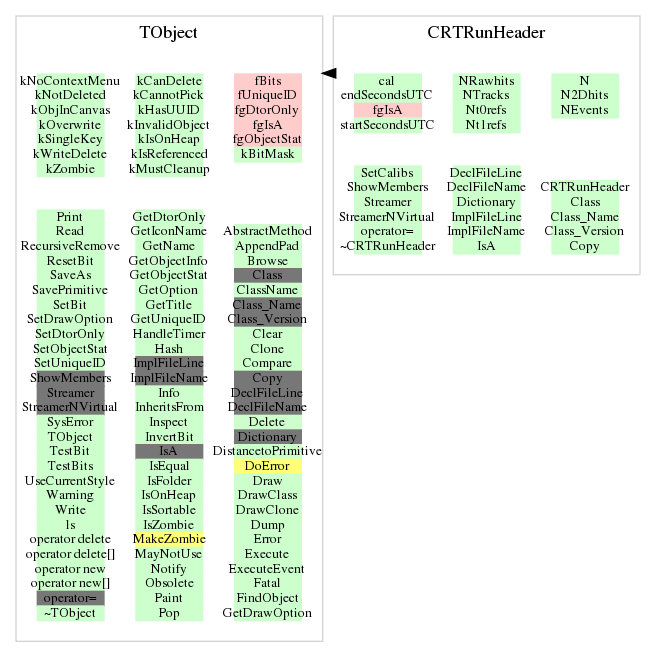 TObject
kNoContextMenu
kNotDeleted
kObjInCanvas
kOverwrite
kSingleKey
kWriteDelete
kZombie
kCanDelete
kCannotPick
kHasUUID
kInvalidObject
kIsOnHeap
kIsReferenced
kMustCleanup
fBits
fUniqueID
fgDtorOnly
fgIsA
fgObjectStat
kBitMask
Print
Read
RecursiveRemove
ResetBit
SaveAs
SavePrimitive
SetBit
SetDrawOption
SetDtorOnly
SetObjectStat
SetUniqueID
ShowMembers
Streamer
StreamerNVirtual
SysError
TObject
TestBit
TestBits
UseCurrentStyle
Warning
Write
ls
operator delete
operator delete[]
operator new
operator new[]
operator=
~TObject
GetDtorOnly
GetIconName
GetName
GetObjectInfo
GetObjectStat
GetOption
GetTitle
GetUniqueID
HandleTimer
Hash
ImplFileLine
ImplFileName
Info
InheritsFrom
Inspect
InvertBit
IsA
IsEqual
IsFolder
IsOnHeap
IsSortable
IsZombie
MakeZombie
MayNotUse
Notify
Obsolete
Paint
Pop
AbstractMethod
AppendPad
Browse
Class
ClassName
Class_Name
Class_Version
Clear
Clone
Compare
Copy
DeclFileLine
DeclFileName
Delete
Dictionary
DistancetoPrimitive
DoError
Draw
DrawClass
DrawClone
Dump
Error
Execute
ExecuteEvent
Fatal
FindObject
GetDrawOption
CRTRunHeader
cal
endSecondsUTC
fgIsA
startSecondsUTC
NRawhits
NTracks
Nt0refs
Nt1refs
N
N2Dhits
NEvents
SetCalibs
ShowMembers
Streamer
StreamerNVirtual
operator=
~CRTRunHeader
DeclFileLine
DeclFileName
Dictionary
ImplFileLine
ImplFileName
IsA
CRTRunHeader
Class
Class_Name
Class_Version
Copy